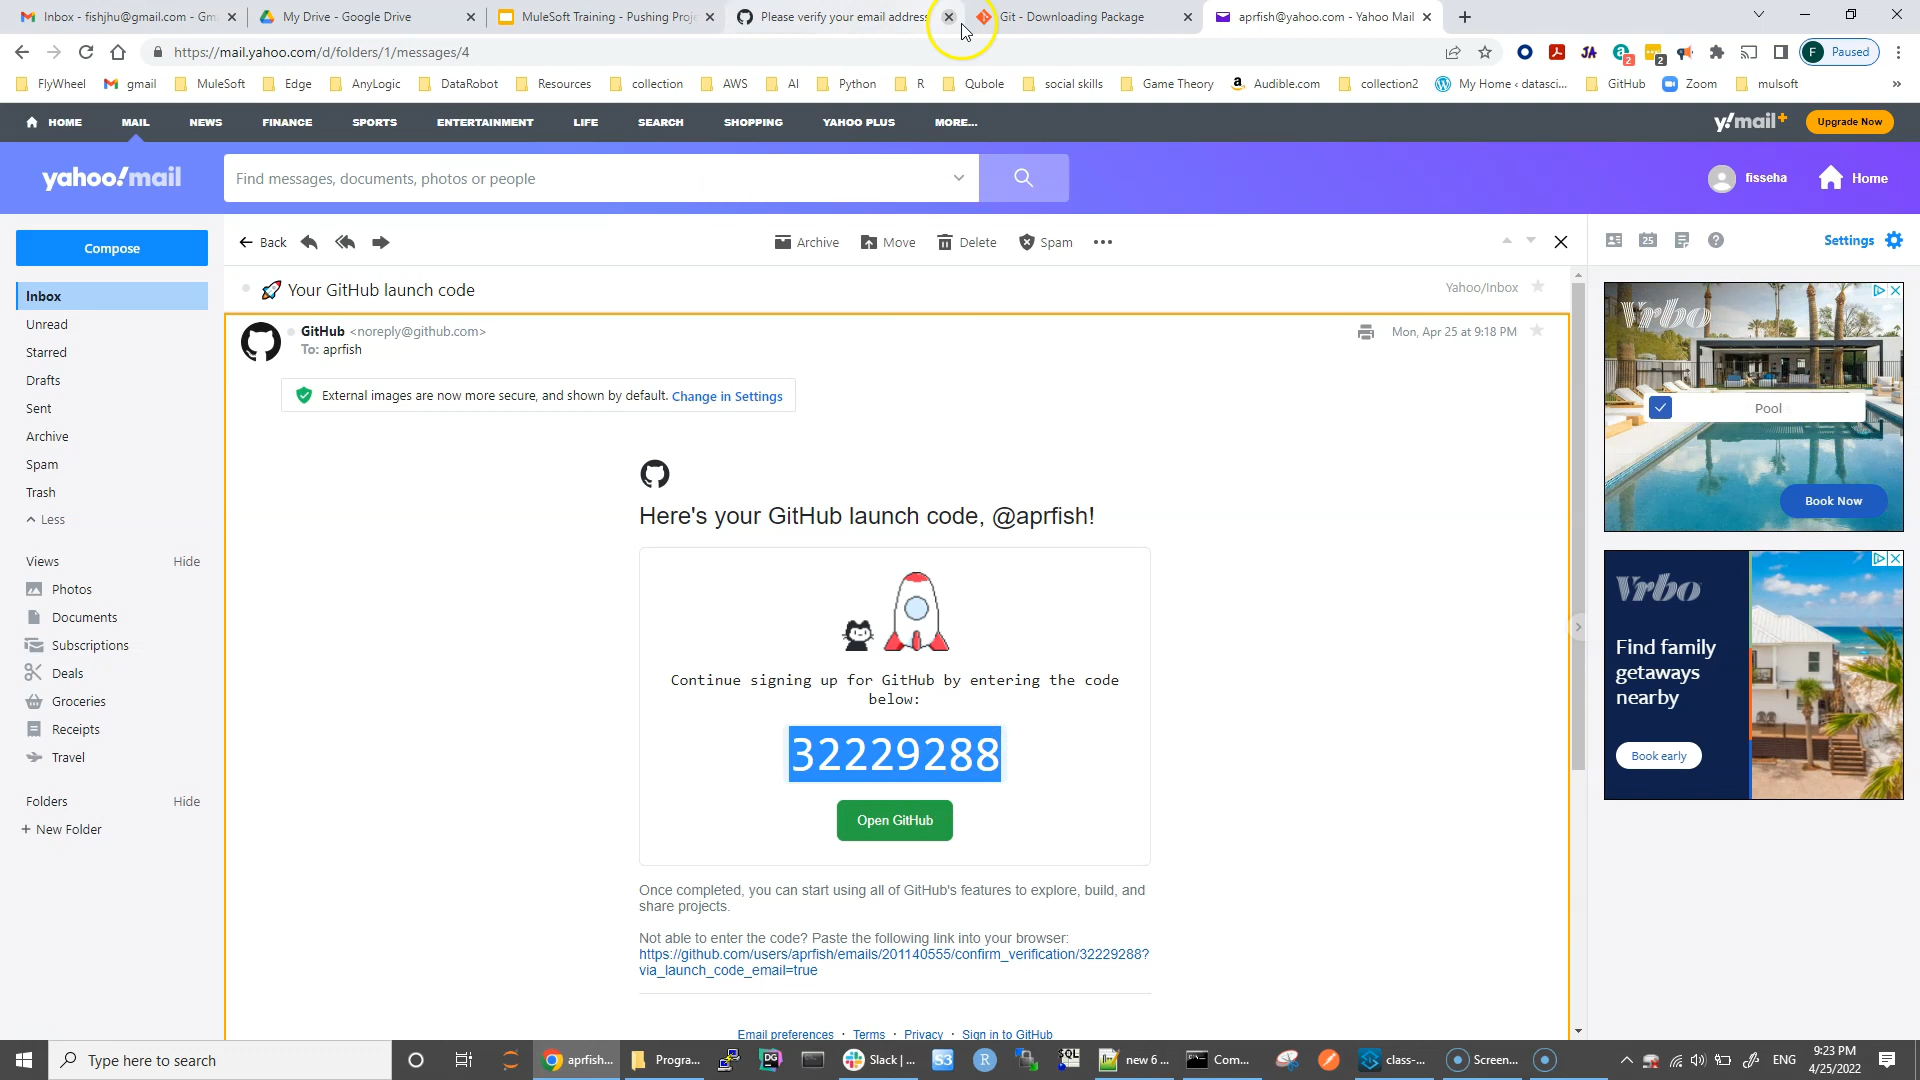 Inbox - fishjhu@gmail.com - Gm
My Drive - Google Drive
MuleSoft Training - Pushing Proje
Please verify your email address
Git - Downloading Package
aprfish@yahoo.com - Yahoo Mail
https://mail.yahoo.com/d/folders/1/messages/4
F Paused
FlyWheel gmail MuleSoft Edge AnyLogic DataRobot Resources collection AWS AI Python R Qubole social skills Game Theory Audible.com collection2 My Home ‹ datasci... GitHub Zoom mulsoft »
HOME MAIL NEWS FINANCE SPORTS ENTERTAINMENT LIFE SEARCH SHOPPING YAHOO PLUS MORE...
y!mail+ Upgrade Now
yahoo!mail
Find messages, documents, photos or people
fisseha
Home
Compose
Back
Archive Move Delete Spam
25
Settings
Inbox
Unread
Starred
Drafts
Sent
Archive
Spam
Trash
Less
Views Hide
Photos
Documents
Subscriptions
Deals
Groceries
Receipts
Travel
Folders Hide
+ New Folder
Your GitHub launch code
Yahoo/Inbox
GitHub <noreply@github.com>
To: aprfish
Mon, Apr 25 at 9:18 PM
External images are now more secure, and shown by default. Change in Settings
Here's your GitHub launch code, @aprfish!
Continue signing up for GitHub by entering the code
below:
32229288
Open GitHub
Once completed, you can start using all of GitHub's features to explore, build, and
share projects.
Not able to enter the code? Paste the following link into your browser:
https://github.com/users/aprfish/emails/201140555/confirm_verification/32229288?
via_launch_code_email=true
Email preferences · Terms · Privacy · Sign in to GitHub
Vrbo
Pool
Book Now
Vrbo
Find family
getaways
nearby
Book early
Type here to search
aprfish...
Progra...
Slack | ...
new 6 ...
Com...
class-...
Screen...
ENG
9:23 PM
4/25/2022